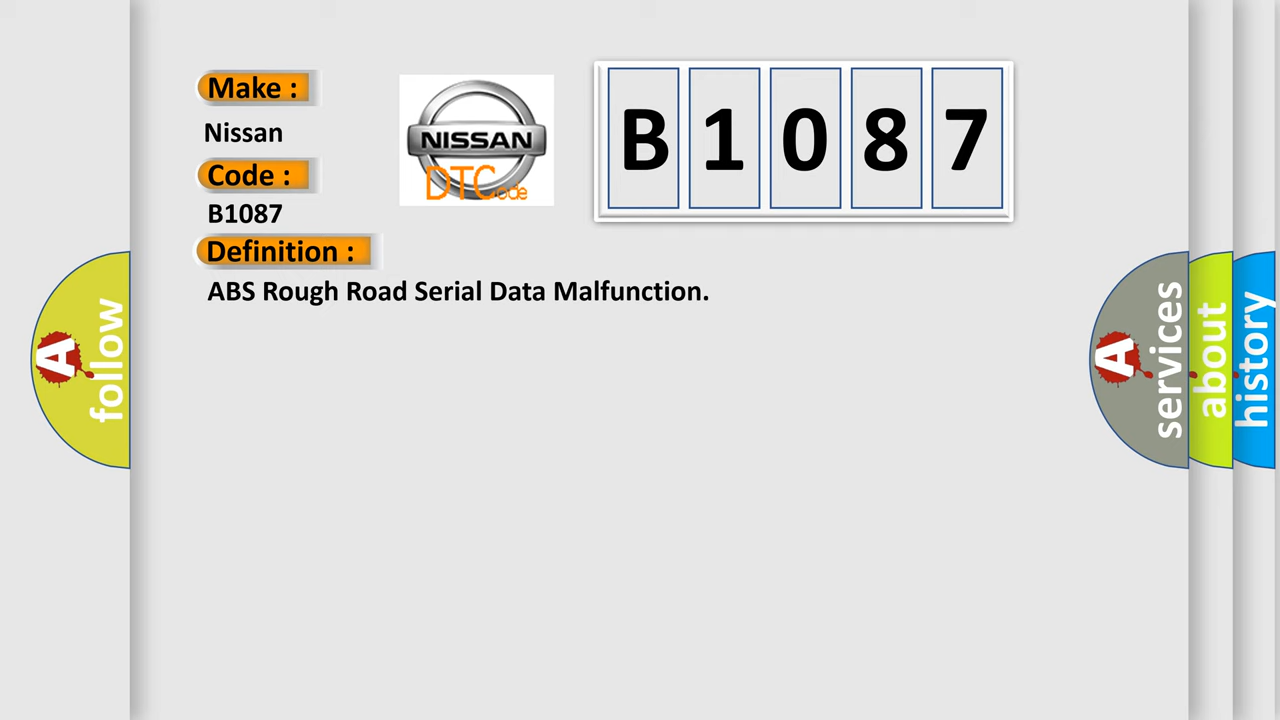 Make :
Nissan
Code :
B1087
Definition :
ABS Rough Road Serial Data Malfunction.
NISSAN
DTCode
B 1 0 8 7
A follow
A services
about
history